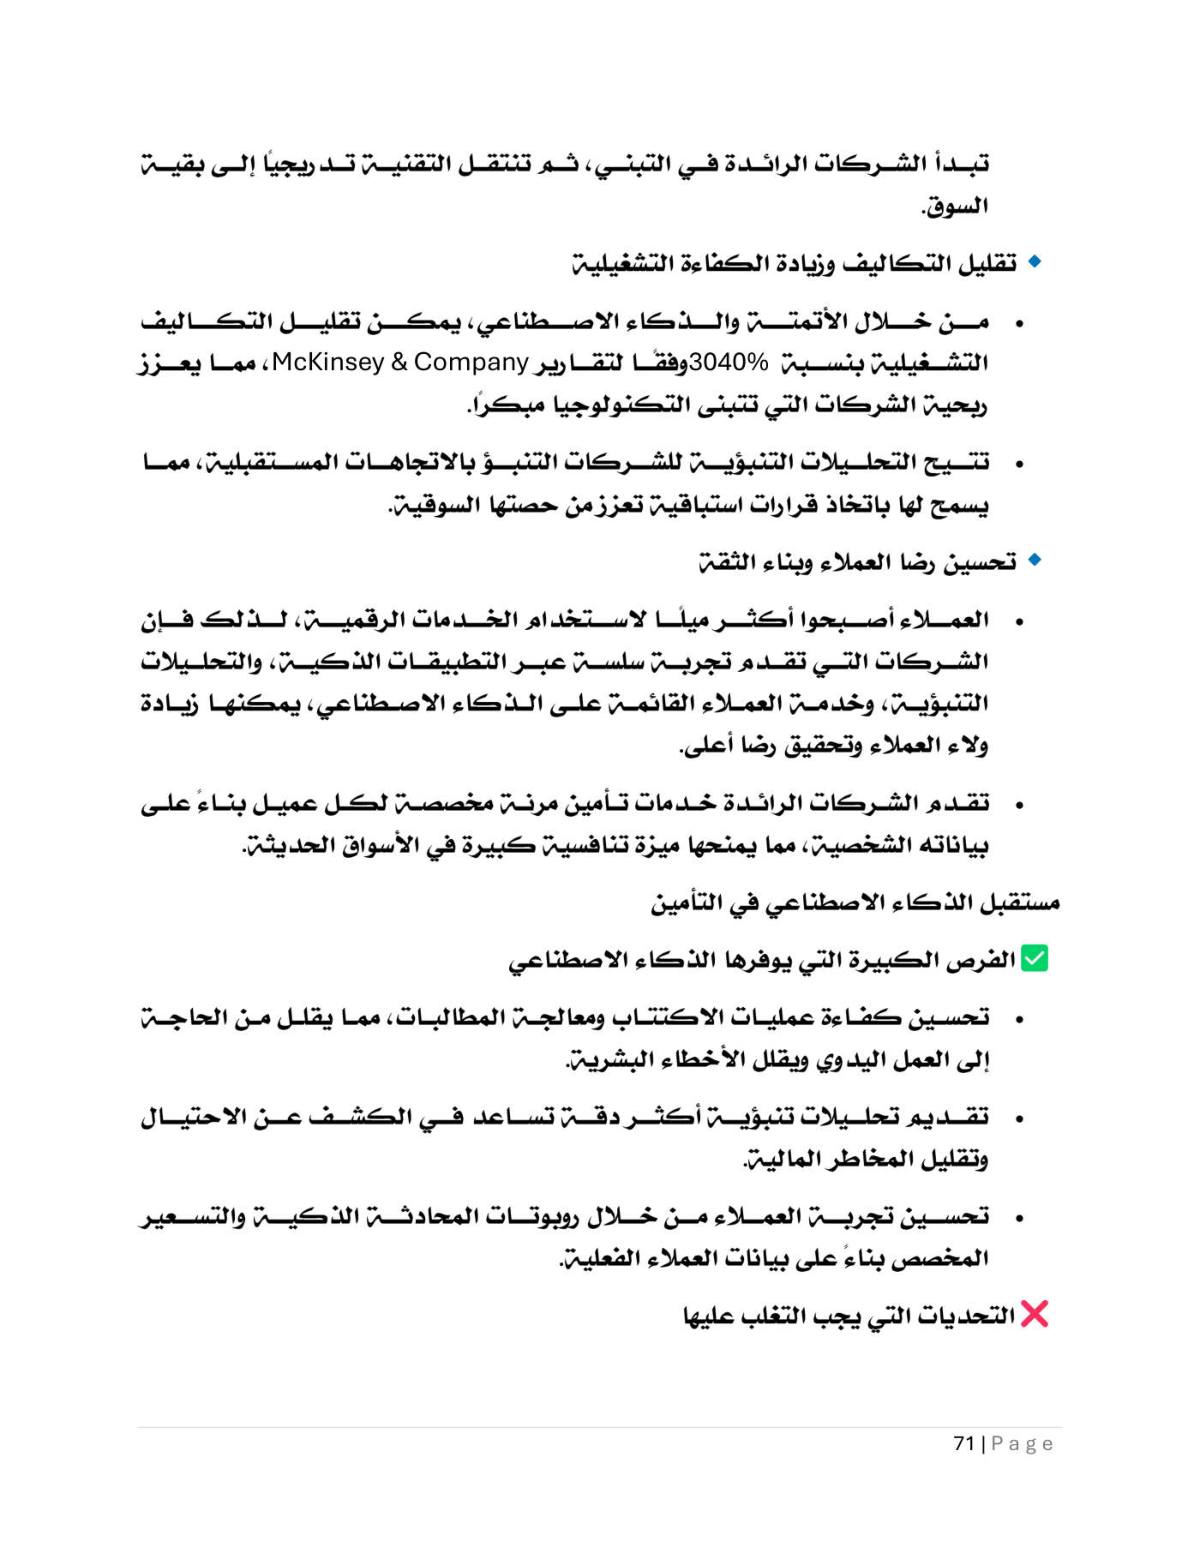 تبدأ الشركات الرائدة في التبني، ثم تنتقل التقنية تدريجيًا إلى بقية
السوق.
🔹 تقليل التكاليف وزيادة الكفاءة التشغيلية
• من خلال الأتمتة والذكاء الاصطناعي، يمكن تقليل التكاليف
التشغيلية بنسبة %3040وفقًا لتقارير McKinsey & Company، مما يعزز
ربحية الشركات التي تتبنى التكنولوجيا مبكرًا.
• تتيح التحليلات التنبؤية للشركات التنبؤ بالاتجاهات المستقبلية، مما
يسمح لها باتخاذ قرارات استباقية تعزز من حصتها السوقية.
🔹 تحسين رضا العملاء وبناء الثقة
• العملاء أصبحوا أكثر ميلًا لاستخدام الخدمات الرقمية، لذلك فإن
الشركات التي تقدم تجربة سلسة عبر التطبيقات الذكية، والتحليلات
التنبؤية، وخدمة العملاء القائمة على الذكاء الاصطناعي، يمكنها زيادة
ولاء العملاء وتحقيق رضا أعلى.
• تقدم الشركات الرائدة خدمات تأمين مرنة مخصصة لكل عميل بناءً على
بياناته الشخصية، مما يمنحها ميزة تنافسية كبيرة في الأسواق الحديثة.
مستقبل الذكاء الاصطناعي في التأمين
✅ الفرص الكبيرة التي يوفرها الذكاء الاصطناعي
• تحسين كفاءة عمليات الاكتتاب ومعالجة المطالبات، مما يقلل من الحاجة
إلى العمل اليدوي ويقلل الأخطاء البشرية.
• تقديم تحليلات تنبؤية أكثر دقة تساعد في الكشف عن الاحتيال
وتقليل المخاطر المالية.
• تحسين تجربة العملاء من خلال روبوتات المحادثة الذكية والتسعير
المخصص بناءً على بيانات العملاء الفعلية.
❌ التحديات التي يجب التغلب عليها
71 | Page